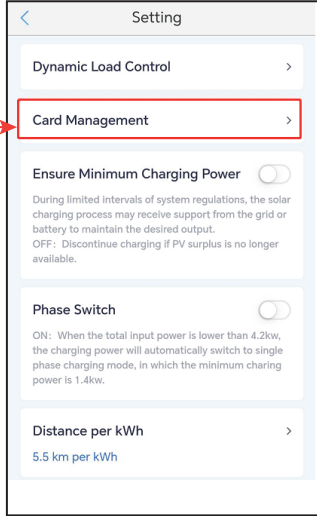 Setting
Dynamic Load Control
Card Management
Ensure Minimum Charging Power
During limited intervals of system regulations, the solar
charging process may receive support from the grid or
battery to maintain the desired output.
OFF: Discontinue charging if PV surplus is no longer
available.
Phase Switch
ON: When the total input power is lower than 4.2kw,
the charging power will automatically switch to single
phase charging mode, in which the minimum charing
power is 1.4kw.
Distance per kWh
5.5 km per kWh